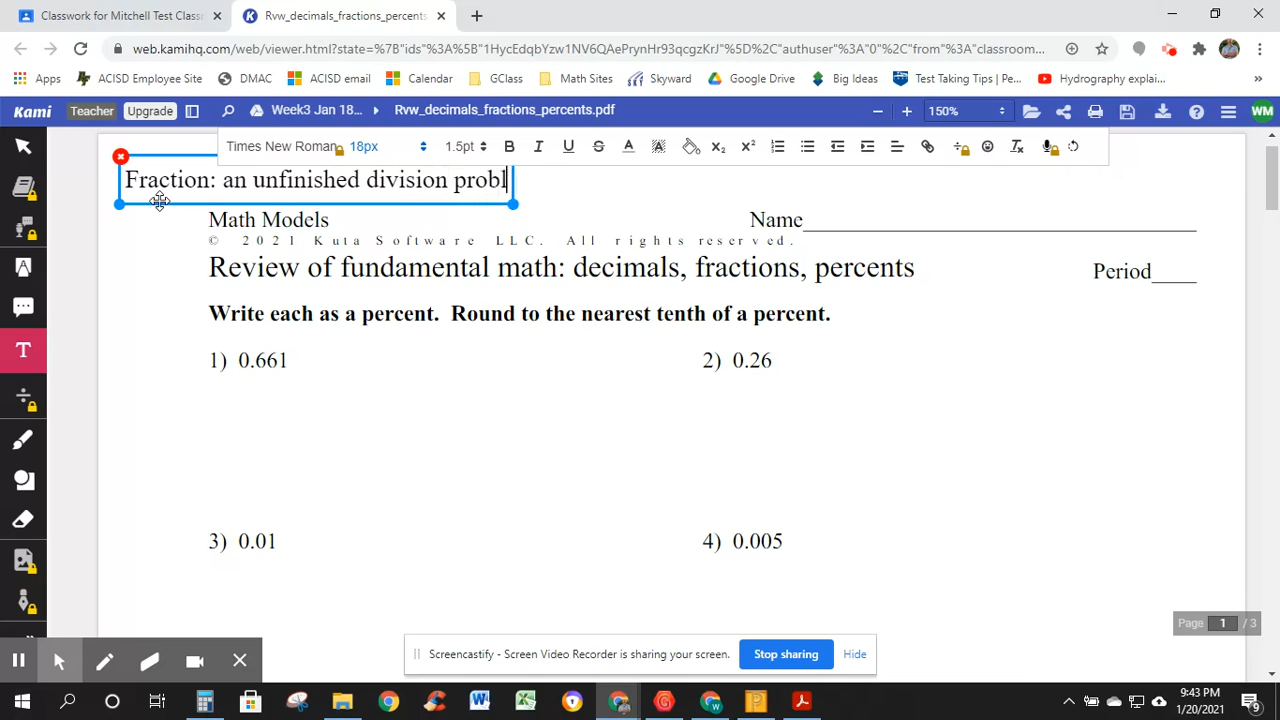 Classwork for Mitchell Test Classr
Rvw_decimals_fractions_percents
web.kamihq.com/web/viewer.html?state=%7B"ids"%3A%5B"1HycEdqbYzw1NV6QAePrynHr93qcgzKrJ"%5D%2C"authuser"%3A"0"%2C"from"%3A"classroom...
Apps
ACISD Employee Site
DMAC
ACISD email
Calendar
GClass
Math Sites
Skyward
Google Drive
Big Ideas
Test Taking Tips | Pe...
Hydrography explai...
»
Kami
Teacher
Upgrade
Week3 Jan 18...
Rvw_decimals_fractions_percents.pdf
150%
WM
Times New Roman
18px
1.5pt
Fraction: an unfinished division probl
Math Models
Name
© 2021 Kuta Software LLC. All rights reserved.
Review of fundamental math: decimals, fractions, percents
Period
Write each as a percent. Round to the nearest tenth of a percent.
1) 0.661
2) 0.26
3) 0.01
4) 0.005
Page 1 / 3
Screencastify - Screen Video Recorder is sharing your screen.
Stop sharing
Hide
9:43 PM
1/20/2021